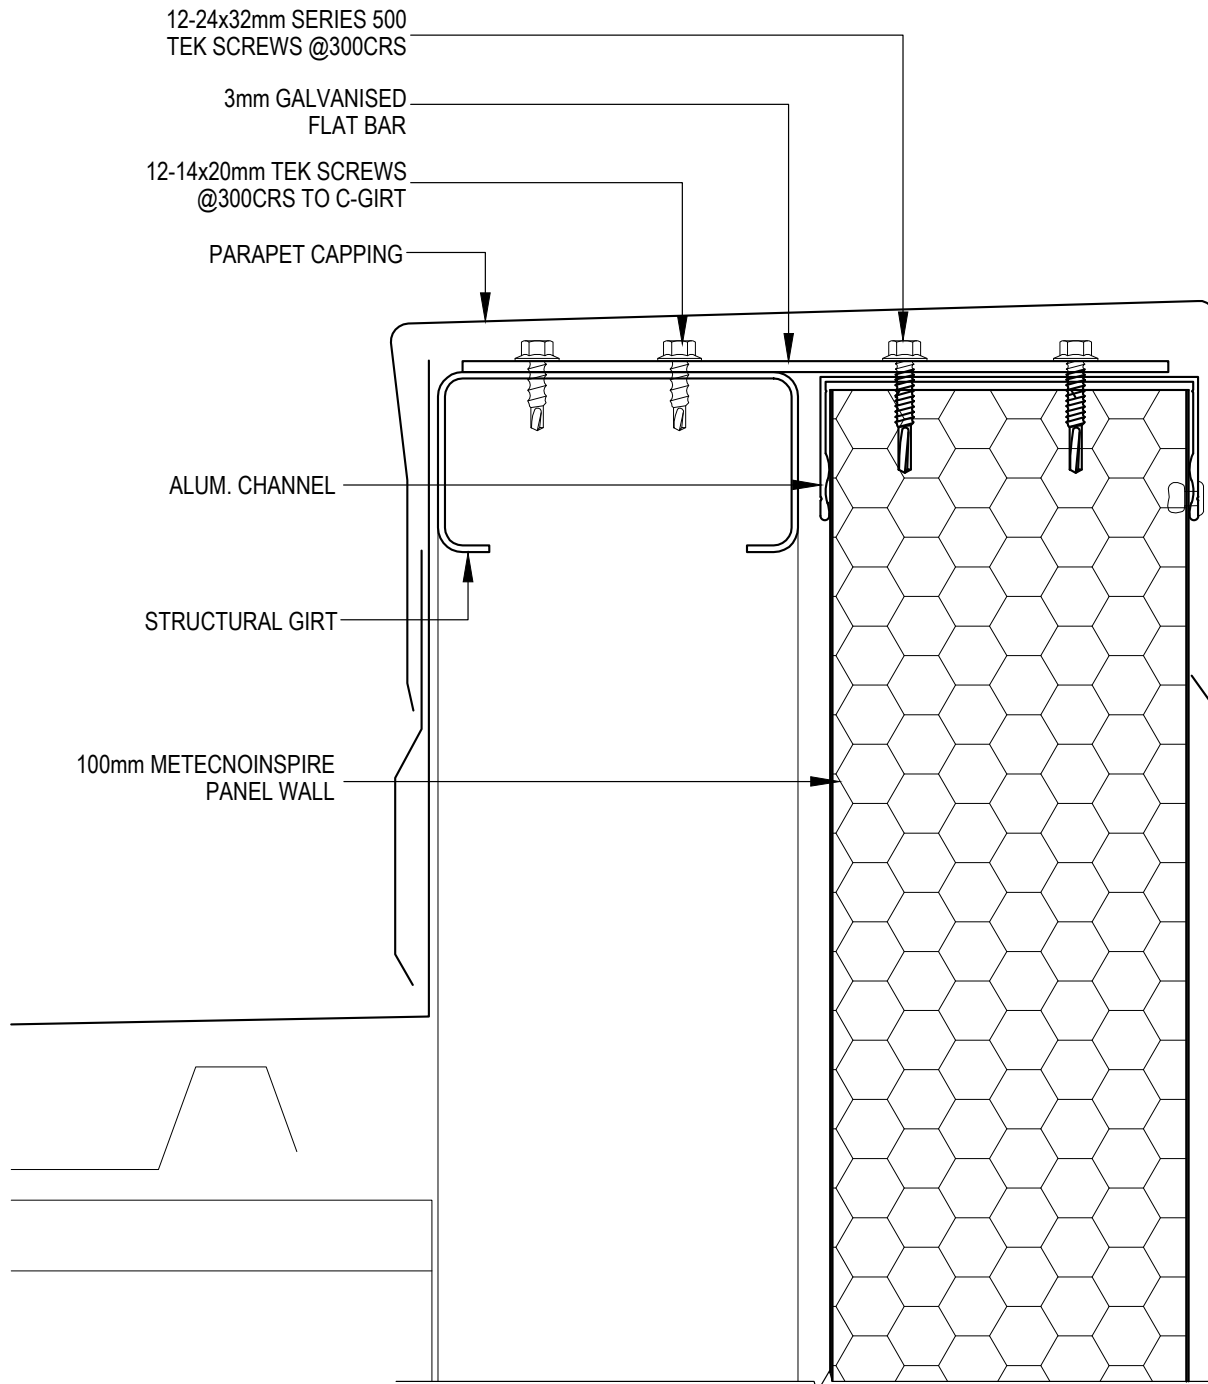 12-24x32mm SERIES 500
TEK SCREWS @300CRS
3mm GALVANISED
FLAT BAR
12-14x20mm TEK SCREWS
@300CRS TO C-GIRT
PARAPET CAPPING
ALUM. CHANNEL
STRUCTURAL GIRT
100mm METECNOINSPIRE
PANEL WALL